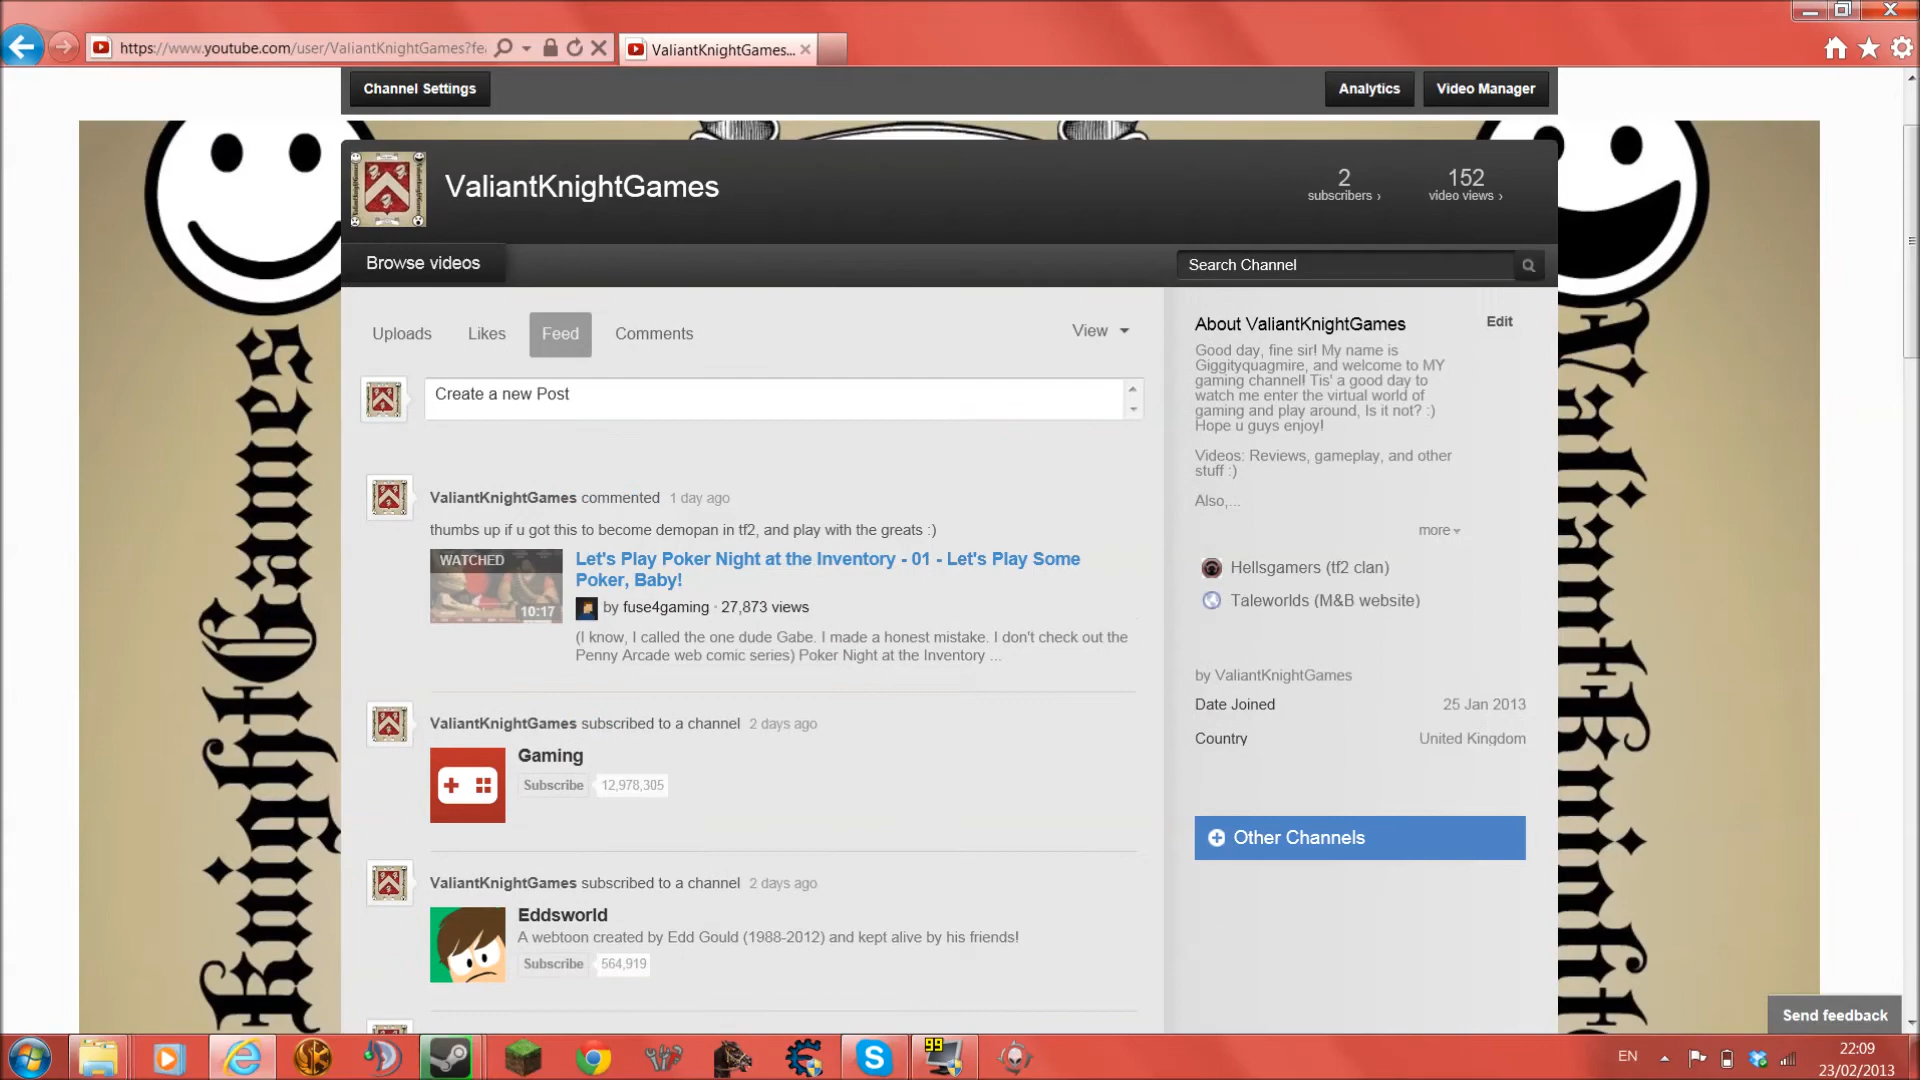 https://www.youtube.com/user/ValiantKnightGames?fe
ValiantKnightGames...
Channel Settings
Analytics
Video Manager
ValiantKnightGames
2
subscribers ›
152
video views ›
Browse videos
Search Channel
Uploads
Likes
Feed
Comments
View
Create a new Post
ValiantKnightGames commented 1 day ago
thumbs up if u got this to become demopan in tf2, and play with the greats :)
WATCHED
10:17
Let's Play Poker Night at the Inventory - 01 - Let's Play Some
Poker, Baby!
by fuse4gaming · 27,873 views
(I know, I called the one dude Gabe. I made a honest mistake. I don't check out the
Penny Arcade web comic series) Poker Night at the Inventory ...
ValiantKnightGames subscribed to a channel 2 days ago
Gaming
Subscribe 12,978,305
ValiantKnightGames subscribed to a channel 2 days ago
Eddsworld
A webtoon created by Edd Gould (1988-2012) and kept alive by his friends!
Subscribe 564,919
About ValiantKnightGames
Edit
Good day, fine sir! My name is
Giggityquagmire, and welcome to MY
gaming channel! Tis' a good day to
watch me enter the virtual world of
gaming and play around, Is it not? :)
Hope u guys enjoy!
Videos: Reviews, gameplay, and other
stuff :)
Also,...
more
Hellsgamers (tf2 clan)
Taleworlds (M&B website)
by ValiantKnightGames
Date Joined 25 Jan 2013
Country United Kingdom
Other Channels
Send feedback
99
EN
22:09
23/02/2013